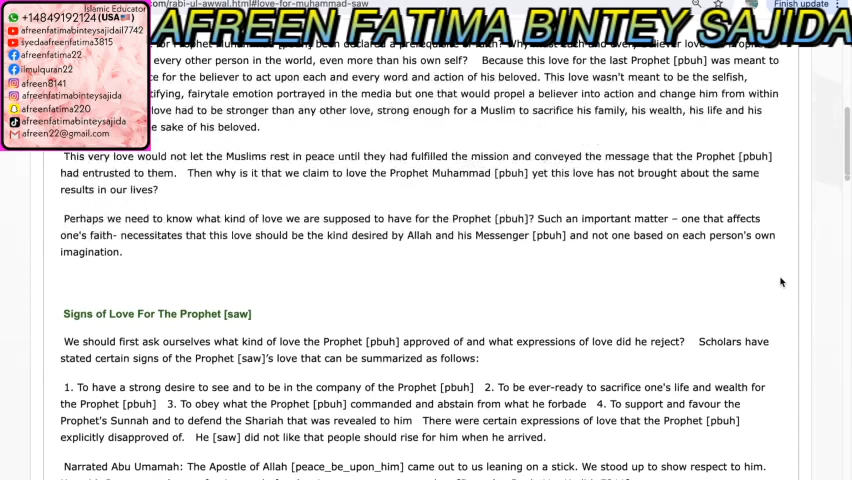 om/rabi-ul-awwal.html#love-for-muhammad-saw
Finish update
Islamic Educator
+14849192124 (USA)
afreenfatimabinteysajidail7742
syedaafreenfatima3815
afreenfatima22
ilmulquran22
afreen8141
afreenfatimabinteysajida
afreenfatima220
afreenfatimabinteysajida
afreen22@gmail.com
AFREEN FATIMA BINTEY SAJIDA
every other person in the world, even more than his own self? Because this love for the last Prophet [pbuh] was meant to
ce for the believer to act upon each and every word and action of his beloved. This love wasn't meant to be the selfish,
tifying, fairytale emotion portrayed in the media but one that would propel a believer into action and change him from within
love had to be stronger than any other love, strong enough for a Muslim to sacrifice his family, his wealth, his life and his
e sake of his beloved.
This very love would not let the Muslims rest in peace until they had fulfilled the mission and conveyed the message that the Prophet [pbuh]
had entrusted to them. Then why is it that we claim to love the Prophet Muhammad [pbuh] yet this love has not brought about the same
results in our lives?
Perhaps we need to know what kind of love we are supposed to have for the Prophet [pbuh]? Such an important matter – one that affects
one's faith- necessitates that this love should be the kind desired by Allah and his Messenger [pbuh] and not one based on each person's own
imagination.
Signs of Love For The Prophet [saw]
We should first ask ourselves what kind of love the Prophet [pbuh] approved of and what expressions of love did he reject? Scholars have
stated certain signs of the Prophet [saw]'s love that can be summarized as follows:
1. To have a strong desire to see and to be in the company of the Prophet [pbuh] 2. To be ever-ready to sacrifice one's life and wealth for
the Prophet [pbuh] 3. To obey what the Prophet [pbuh] commanded and abstain from what he forbade 4. To support and favour the
Prophet's Sunnah and to defend the Shariah that was revealed to him There were certain expressions of love that the Prophet [pbuh]
explicitly disapproved of. He [saw] did not like that people should rise for him when he arrived.
Narrated Abu Umamah: The Apostle of Allah [peace_be_upon_him] came out to us leaning on a stick. We stood up to show respect to him.